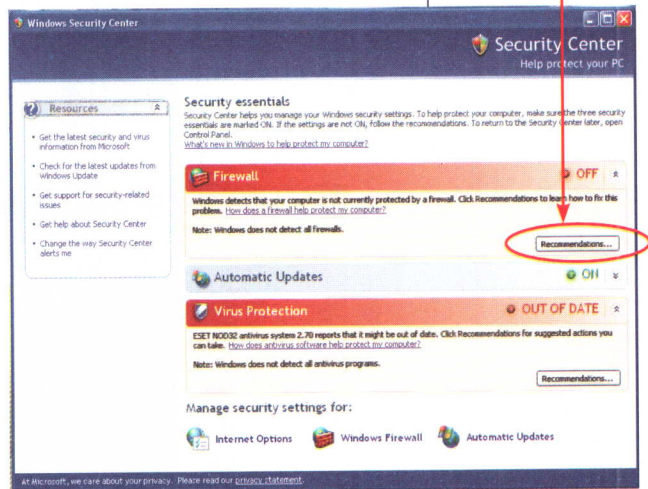 Windows Security Center
Security Center
Help protect your PC
Resources
• Get the latest security and virus
information from Microsoft
• Check for the latest updates from
Windows Update
• Get support for security-related
issues
• Get help about Security Center
• Change the way Security Center
alerts me
Security essentials
Security Center helps you manage your Windows security settings. To help protect your computer, make sure the three security
essentials are marked ON. If the settings are not ON, follow the recommendations. To return to the Security Center later, open
Control Panel.
What's new in Windows to help protect my computer?
Firewall
OFF
Windows detects that your computer is not currently protected by a firewall. Click Recommendations to learn how to fix this
problem. How does a firewall help protect my computer?
Note: Windows does not detect all firewalls.
Recommendations...
Automatic Updates
ON
Virus Protection
OUT OF DATE
ESET NOD32 antivirus system 2.70 reports that it might be out of date. Click Recommendations for suggested actions you
can take. How does antivirus software help protect my computer?
Note: Windows does not detect all antivirus programs.
Recommendations...
Manage security settings for:
Internet Options
Windows Firewall
Automatic Updates
At Microsoft, we care about your privacy. Please read our privacy statement.